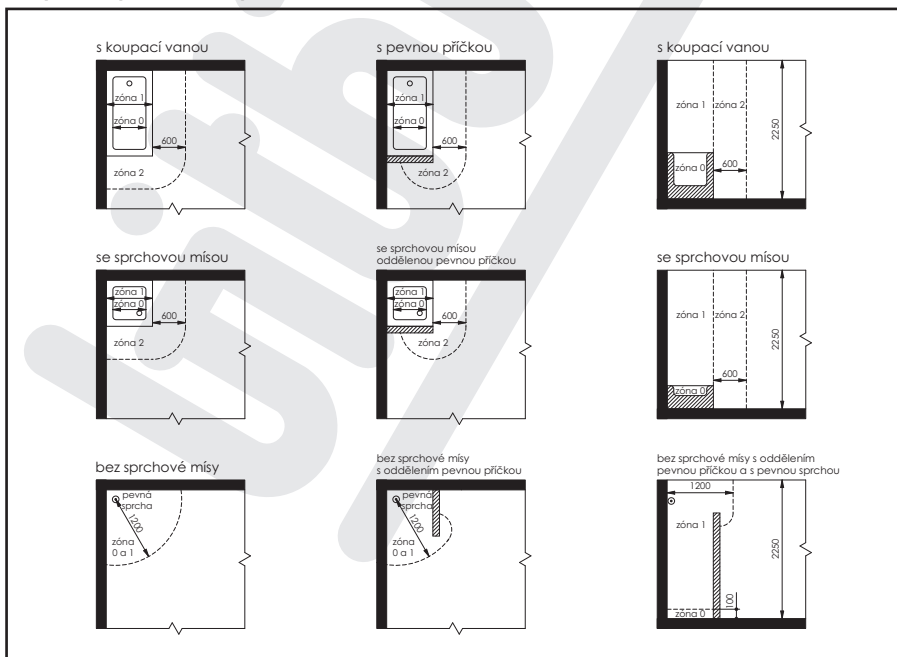 s koupací vanou
zóna 1
zóna 0
600
zóna 2
s pevnou příčkou
zóna 1
zóna 0
600
zóna 2
s koupací vanou
zóna 1
zóna 2
2250
zóna 0
600
se sprchovou mísou
zóna 1
zóna 0
600
zóna 2
se sprchovou mísou
oddělenou pevnou příčkou
zóna 1
zóna 0
600
zóna 2
se sprchovou mísou
zóna 1
zóna 2
2250
600
zóna 0
bez sprchové mísy
pevná
sprcha
1200
zóna
0 a 1
bez sprchové mísy
s oddělením pevnou příčkou
pevná
sprcha
1200
zóna
0 a 1
bez sprchové mísy s oddělením
pevnou příčkou a s pevnou sprchou
1200
zóna 1
2250
100
zóna 0